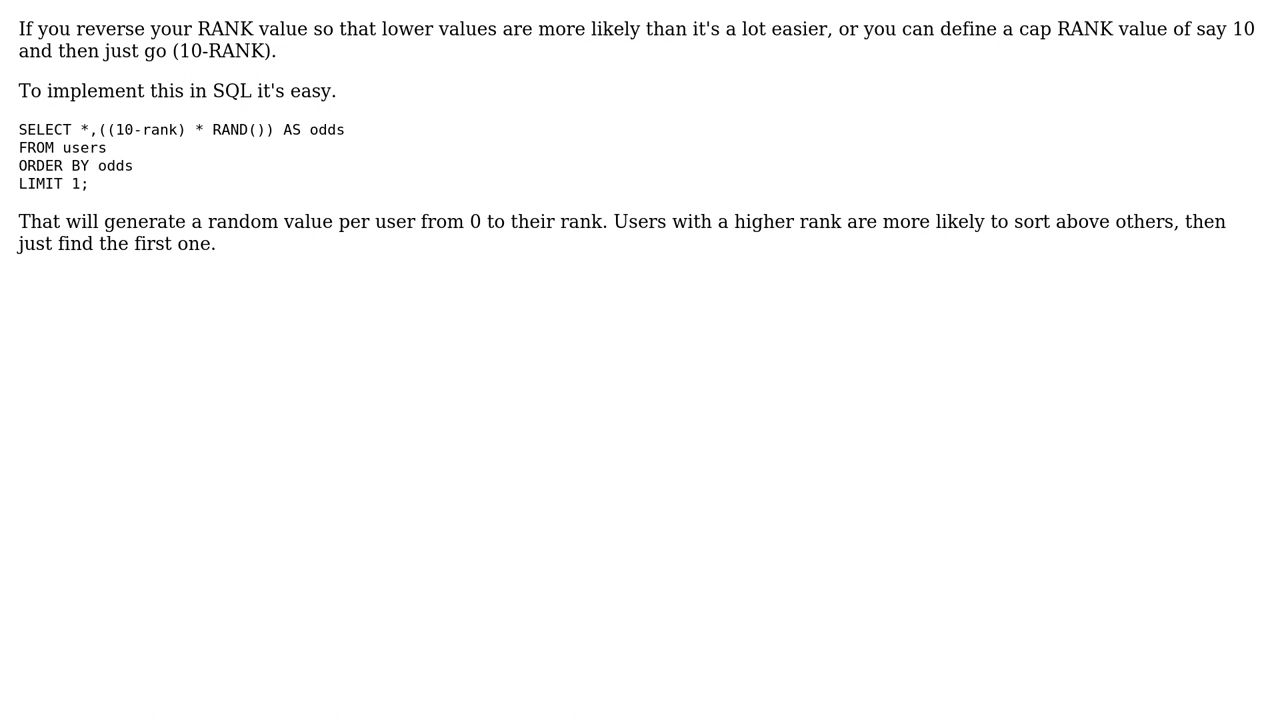 If you reverse your RANK value so that lower values are more likely than it's a lot easier, or you can define a cap RANK value of say 10
and then just go (10-RANK).
To implement this in SQL it's easy.
SELECT *,((10-rank) * RAND()) AS odds
FROM users
ORDER BY odds
LIMIT 1;
That will generate a random value per user from 0 to their rank. Users with a higher rank are more likely to sort above others, then
just find the first one.